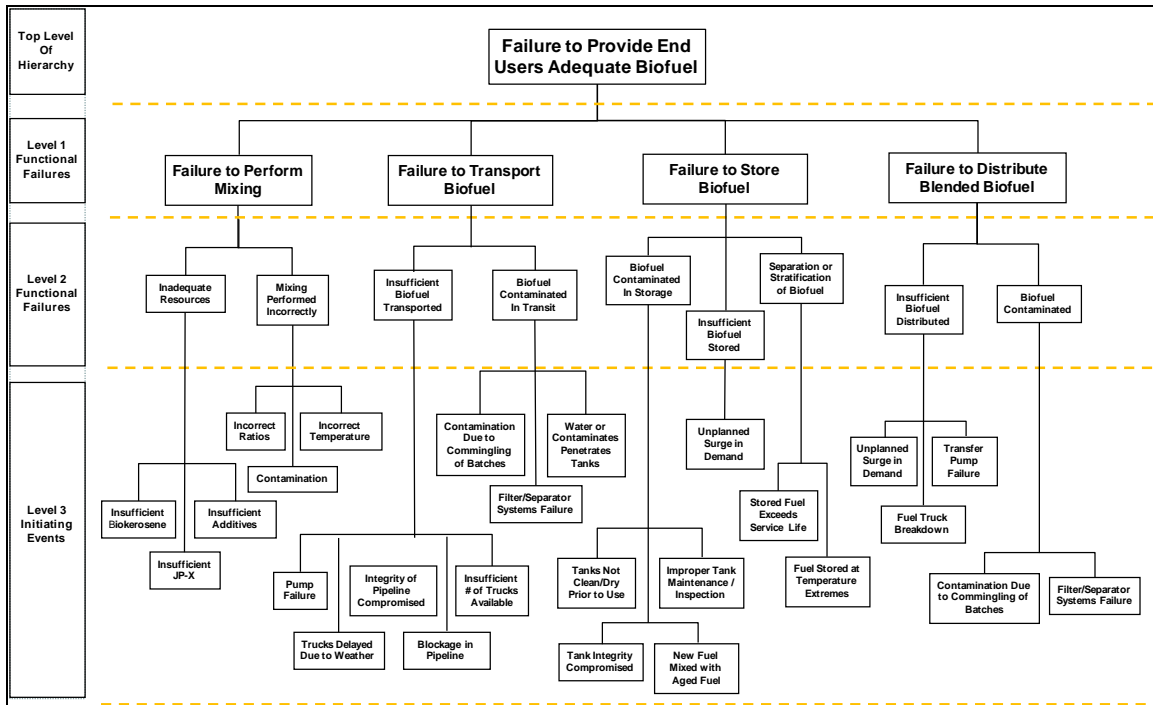 Top Level
Of
Hierarchy
Failure to Provide End
Users Adequate Biofuel
Level 1
Functional
Failures
Failure to Perform
Mixing
Failure to Transport
Biofuel
Failure to Store
Biofuel
Failure to Distribute
Blended Biofuel
Level 2
Functional
Failures
Inadequate
Resources
Mixing
Performed
Incorrectly
Insufficient
Biofuel
Transported
Biofuel
Contaminated
In Transit
Biofuel
Contaminated
In Storage
Insufficient
Biofuel
Stored
Separation or
Stratification
of Biofuel
Insufficient
Biofuel
Distributed
Biofuel
Contaminated
Level 3
Initiating
Events
Insufficient
Biokerosene
Insufficient
JP-X
Insufficient
Additives
Incorrect
Ratios
Contamination
Incorrect
Temperature
Pump
Failure
Trucks Delayed
Due to Weather
Integrity of
Pipeline
Compromised
Blockage in
Pipeline
Insufficient
# of Trucks
Available
Contamination
Due to
Commingling
of Batches
Filter/Separator
Systems Failure
Water or
Contaminates
Penetrates
Tanks
Tanks Not
Clean/Dry
Prior to Use
Tank Integrity
Compromised
New Fuel
Mixed with
Aged Fuel
Improper Tank
Maintenance /
Inspection
Unplanned
Surge in
Demand
Stored Fuel
Exceeds
Service Life
Fuel Stored at
Temperature
Extremes
Unplanned
Surge in
Demand
Fuel Truck
Breakdown
Transfer
Pump
Failure
Contamination Due
to Commingling of
Batches
Filter/Separator
Systems Failure